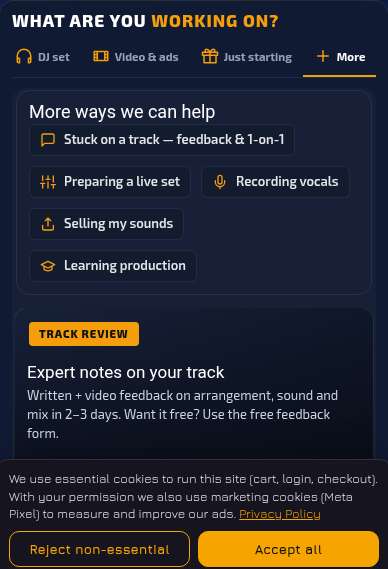 WHAT ARE YOU WORKING ON?
DJ set
Video & ads
Just starting
More
More ways we can help
Stuck on a track — feedback & 1-on-1
Preparing a live set
Recording vocals
Selling my sounds
Learning production
TRACK REVIEW
Expert notes on your track
Written + video feedback on arrangement, sound and
mix in 2–3 days. Want it free? Use the free feedback
form.
We use essential cookies to run this site (cart, login, checkout).
With your permission we also use marketing cookies (Meta
Pixel) to measure and improve our ads. Privacy Policy
Reject non-essential
Accept all